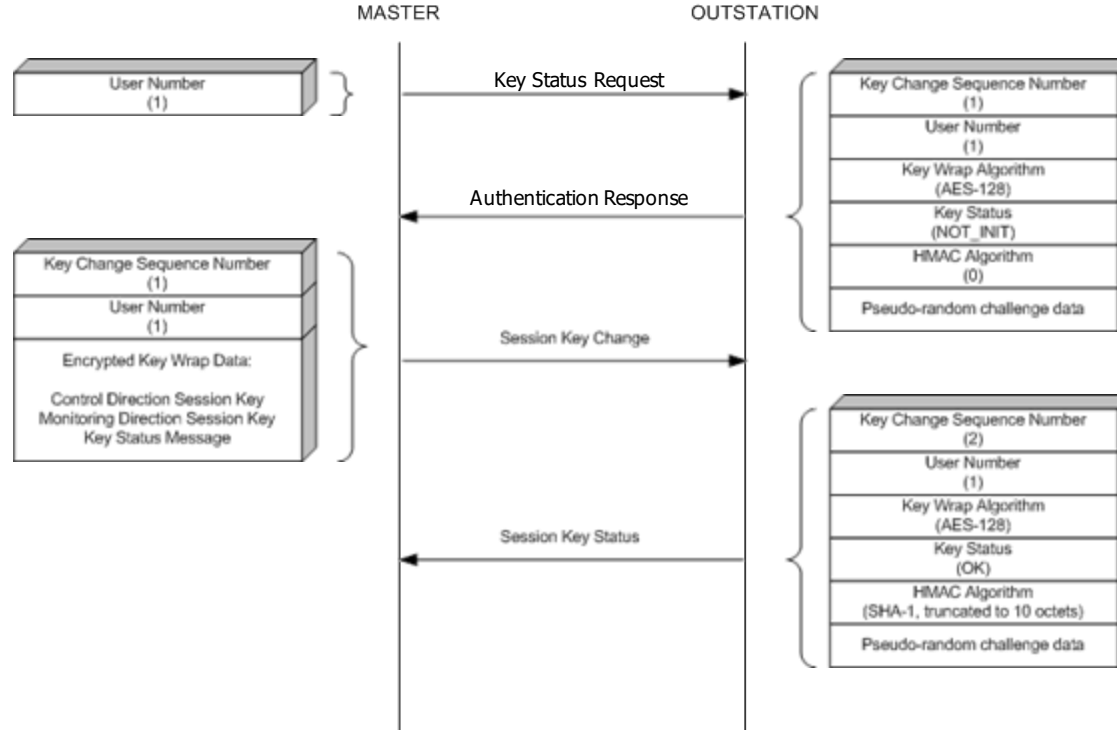 MASTER
OUTSTATION
User Number
(1)
Key Status Request
Key Change Sequence Number
(1)
User Number
(1)
Key Wrap Algorithm
(AES-128)
Key Status
(NOT_INIT)
HMAC Algorithm
(0)
Pseudo-random challenge data
Authentication Response
Key Change Sequence Number
(1)
User Number
(1)
Encrypted Key Wrap Data:
Control Direction Session Key
Monitoring Direction Session Key
Key Status Message
Session Key Change
Key Change Sequence Number
(2)
User Number
(1)
Key Wrap Algorithm
(AES-128)
Key Status
(OK)
HMAC Algorithm
(SHA-1, truncated to 10 octets)
Pseudo-random challenge data
Session Key Status